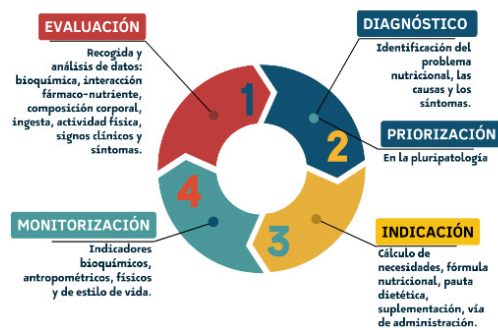 EVALUACIÓN
Recogida y
análisis de datos:
bioquímica, interacción
fármaco-nutriente,
composición corporal,
ingesta, actividad física,
signos clínicos y
síntomas.
1
DIAGNÓSTICO
Identificación del
problema
nutricional, las
causas y los
síntomas.
2
PRIORIZACIÓN
En la pluripatología
3
INDICACIÓN
Cálculo de
necesidades, fórmula
nutricional, pauta
dietética,
suplementación, vía
de administración.
4
MONITORIZACIÓN
Indicadores
bioquímicos,
antropométricos, físicos
y de estilo de vida.